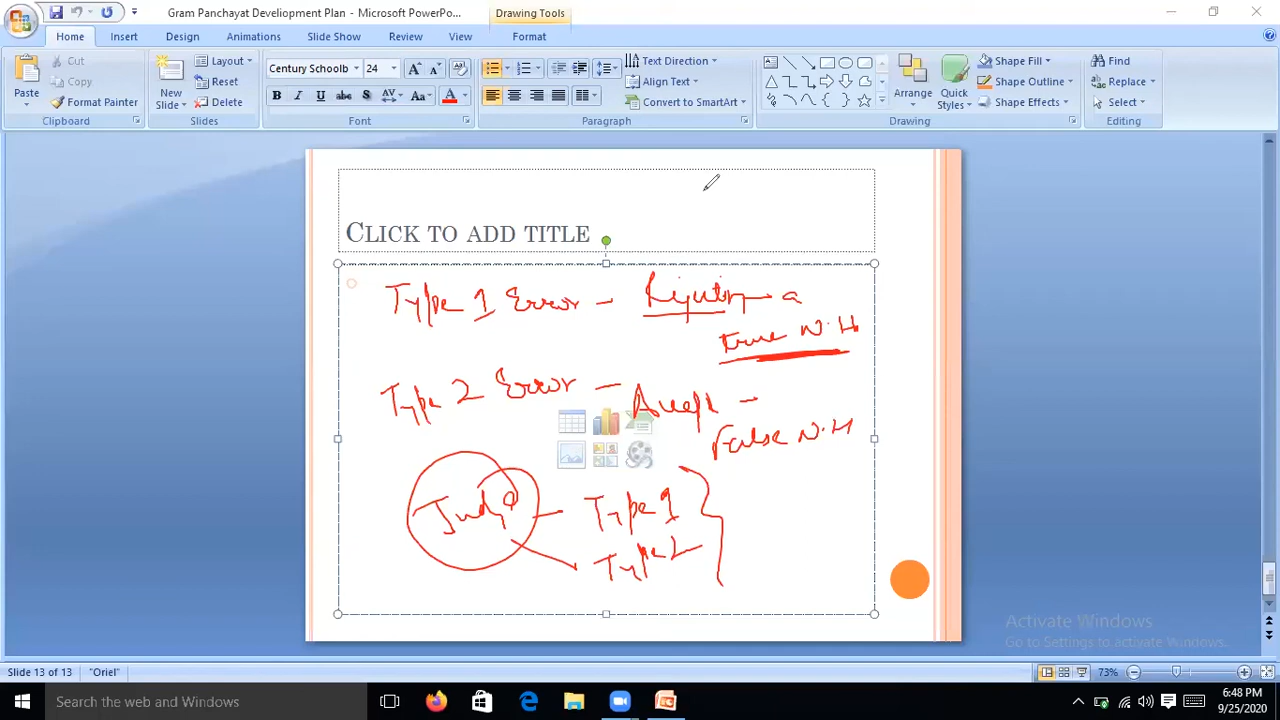 Gram Panchayat Develiopment Plan - Microsoft PowerPo...
Drawing Tools
Home Insert Design Animations Slide Show Review View Format
Cut
Copy
Format Painter
Paste
Clipboard
New Slide
Layout
Reset
Delete
Slides
Century Schoolb 24
B I U abc S AV Aa A
Font
Text Direction
Align Text
Convert to SmartArt
Paragraph
Arrange
Quick Styles
Shape Fill
Shape Outline
Shape Effects
Drawing
Find
Replace
Select
Editing
CLICK TO ADD TITLE
Type 1 Error - Rejecting a
true N.H
Type 2 Error - Accept -
False N.H
Judge - Type 1
Type 2
Activate Windows
Go to Settings to activate Windows.
Slide 13 of 13 "Oriel" 73%
Search the web and Windows
6:48 PM
9/25/2020